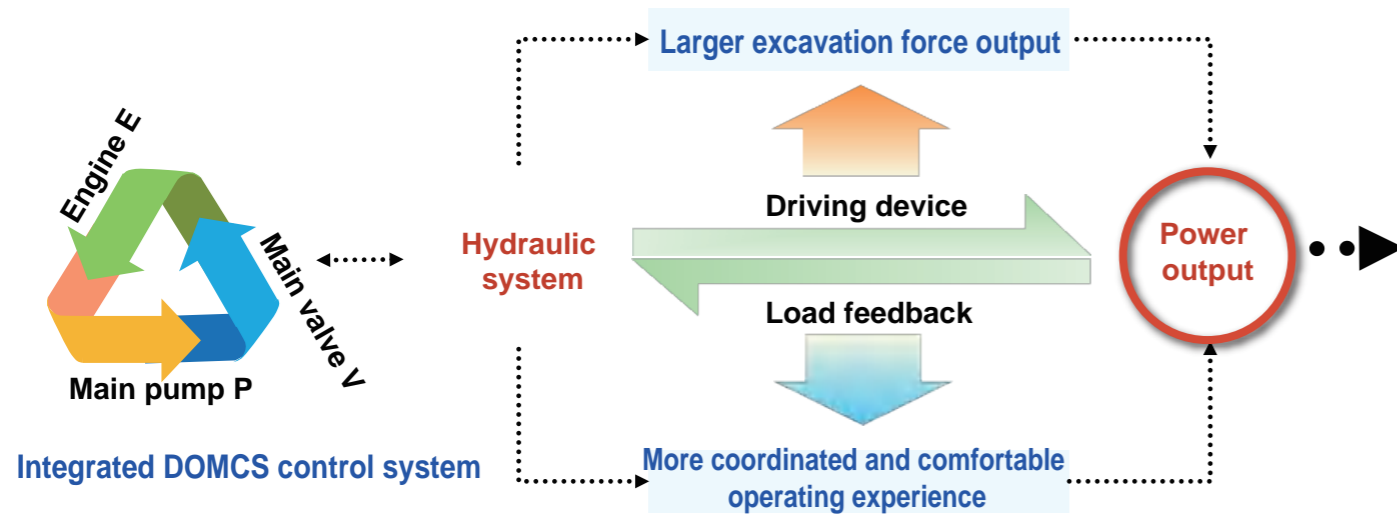 Larger excavation force output
Engine E
Main valve V
Main pump P
Integrated DOMCS control system
Hydraulic
system
Driving device
Load feedback
Power
output
More coordinated and comfortable
operating experience